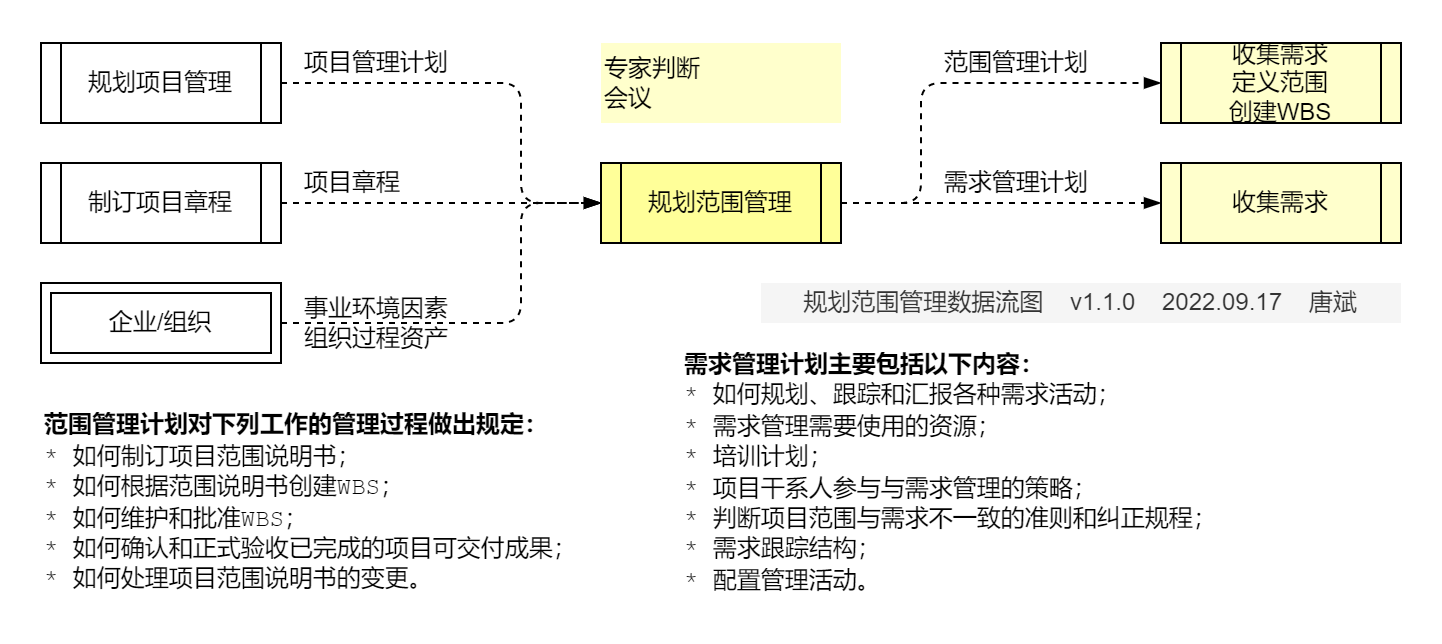 规划项目管理
项目管理计划
专家判断
会议
范围管理计划
收集需求
定义范围
创建WBS
制订项目章程
项目章程
规划范围管理
需求管理计划
收集需求
企业/组织
事业环境因素
组织过程资产
规划范围管理数据流图 v1.1.0 2022.09.17 唐斌
范围管理计划对下列工作的管理过程做出规定：
* 如何制订项目范围说明书；
* 如何根据范围说明书创建WBS；
* 如何维护和批准WBS；
* 如何确认和正式验收已完成的项目可交付成果；
* 如何处理项目范围说明书的变更。
需求管理计划主要包括以下内容：
* 如何规划、跟踪和汇报各种需求活动；
* 需求管理需要使用的资源；
* 培训计划；
* 项目干系人参与与需求管理的策略；
* 判断项目范围与需求不一致的准则和纠正规程；
* 需求跟踪结构；
* 配置管理活动。